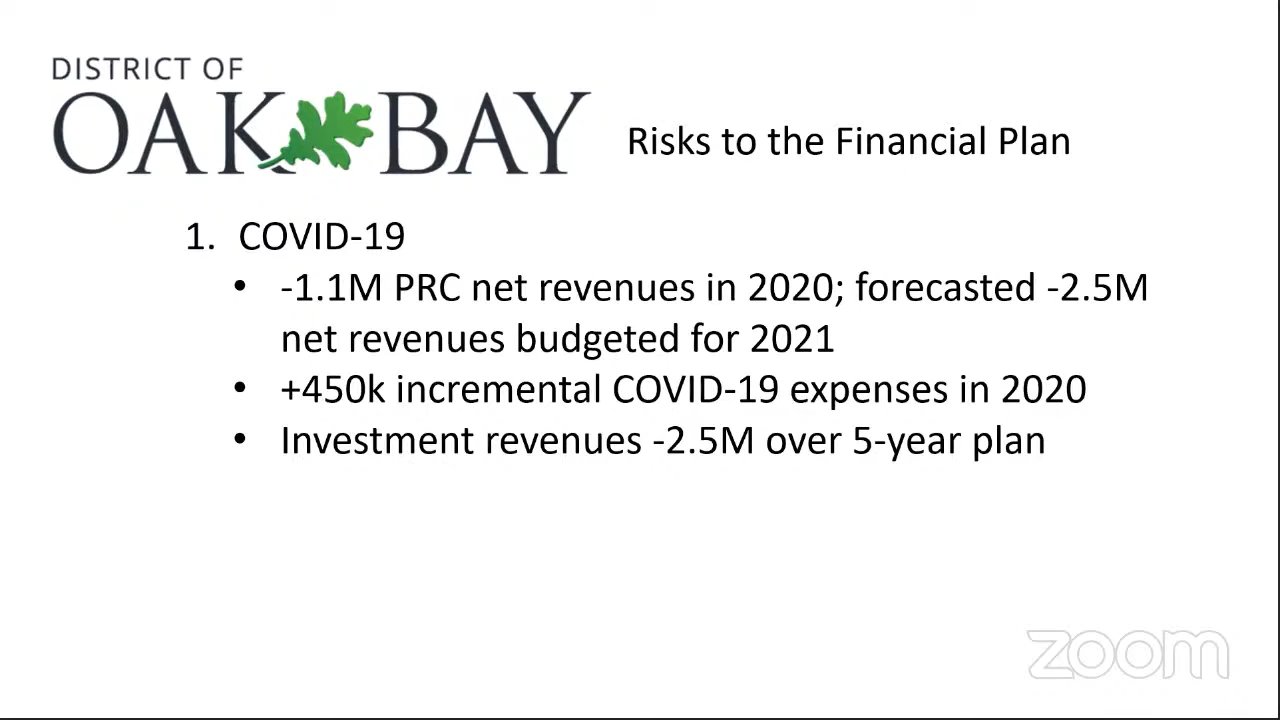 DISTRICT OF
OAK BAY
Risks to the Financial Plan
1. COVID-19
• -1.1M PRC net revenues in 2020; forecasted -2.5M
net revenues budgeted for 2021
• +450k incremental COVID-19 expenses in 2020
• Investment revenues -2.5M over 5-year plan
zoom